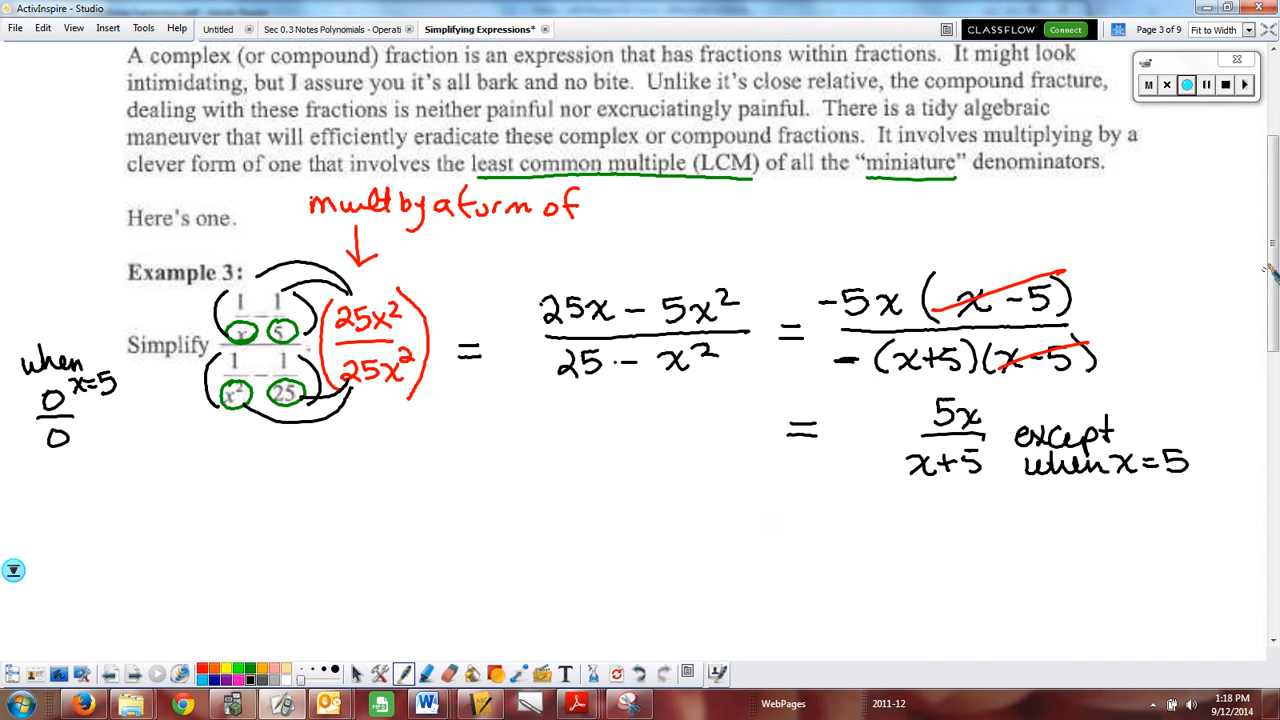 ActivInspire - Studio
File Edit View Insert Tools Help
Untitled
Sec 0.3 Notes Polynomials - Operati
Simplifying Expressions*
CLASSFLOW Connect
Page 3 of 9
Fit to Width
A complex (or compound) fraction is an expression that has fractions within fractions. It might look
intimidating, but I assure you it's all bark and no bite. Unlike it's close relative, the compound fracture,
dealing with these fractions is neither painful nor excruciatingly painful. There is a tidy algebraic
maneuver that will efficiently eradicate these complex or compound fractions. It involves multiplying by a
clever form of one that involves the least common multiple (LCM) of all the "miniature" denominators.
mult by a form of
Here's one.
Example 3:
Simplify
(1/x - 1/5) / (1/x² - 1/25) (25x²/25x²) = (25x - 5x²)/(25 - x²) = -5x(x-5)/-(x+5)(x-5)
when x=5
0/0
= 5x/(x+5) except
when x=5
M
T
WebPages
2011-12
1:18 PM
9/12/2014